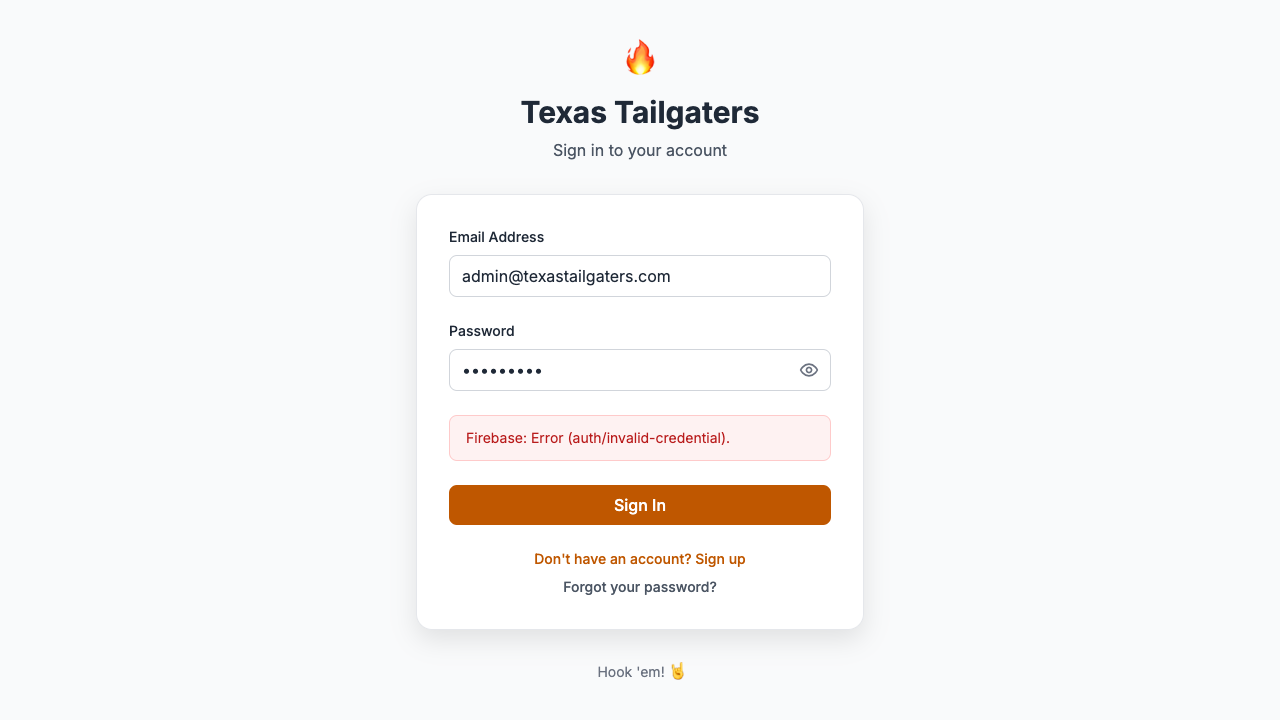 Texas Tailgaters
Sign in to your account
Email Address
admin@texastailgaters.com
Password
•••••••••
Firebase: Error (auth/invalid-credential).
Sign In
Don't have an account? Sign up
Forgot your password?
Hook 'em! 🤘